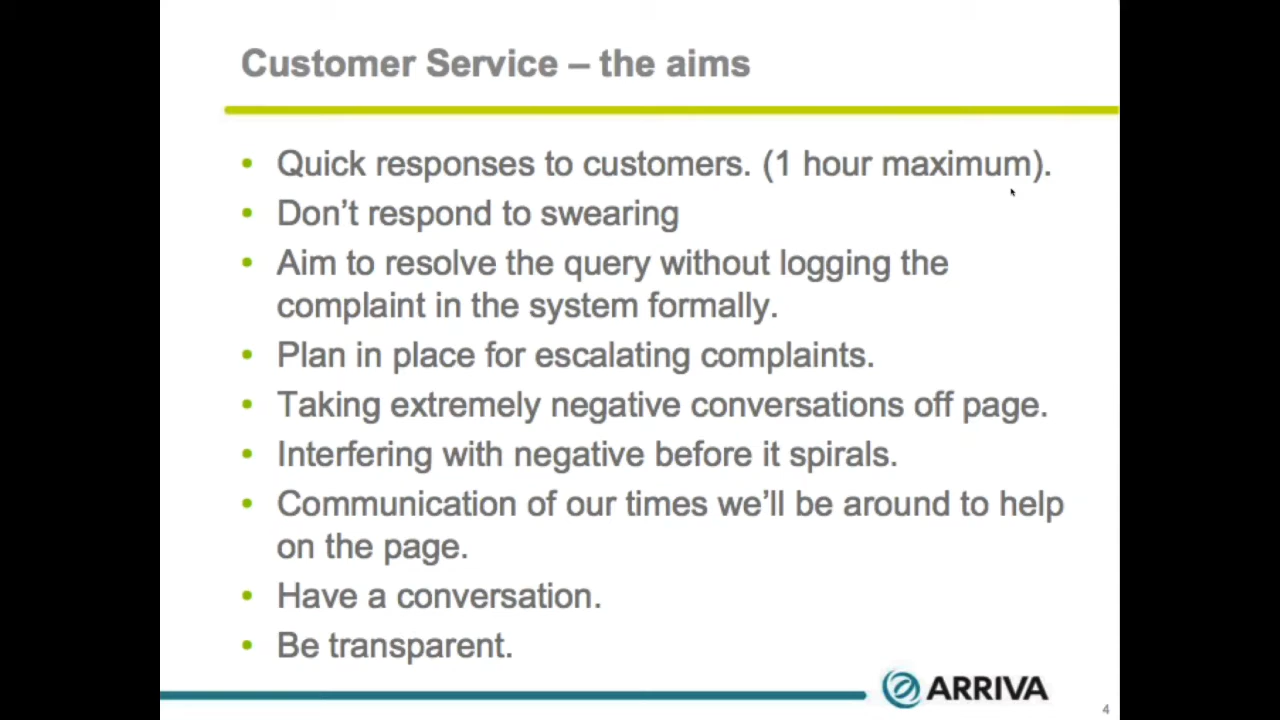 Customer Service – the aims
• Quick responses to customers. (1 hour maximum).
• Don’t respond to swearing
• Aim to resolve the query without logging the
complaint in the system formally.
• Plan in place for escalating complaints.
• Taking extremely negative conversations off page.
• Interfering with negative before it spirals.
• Communication of our times we’ll be around to help
on the page.
• Have a conversation.
• Be transparent.
ARRIVA
4